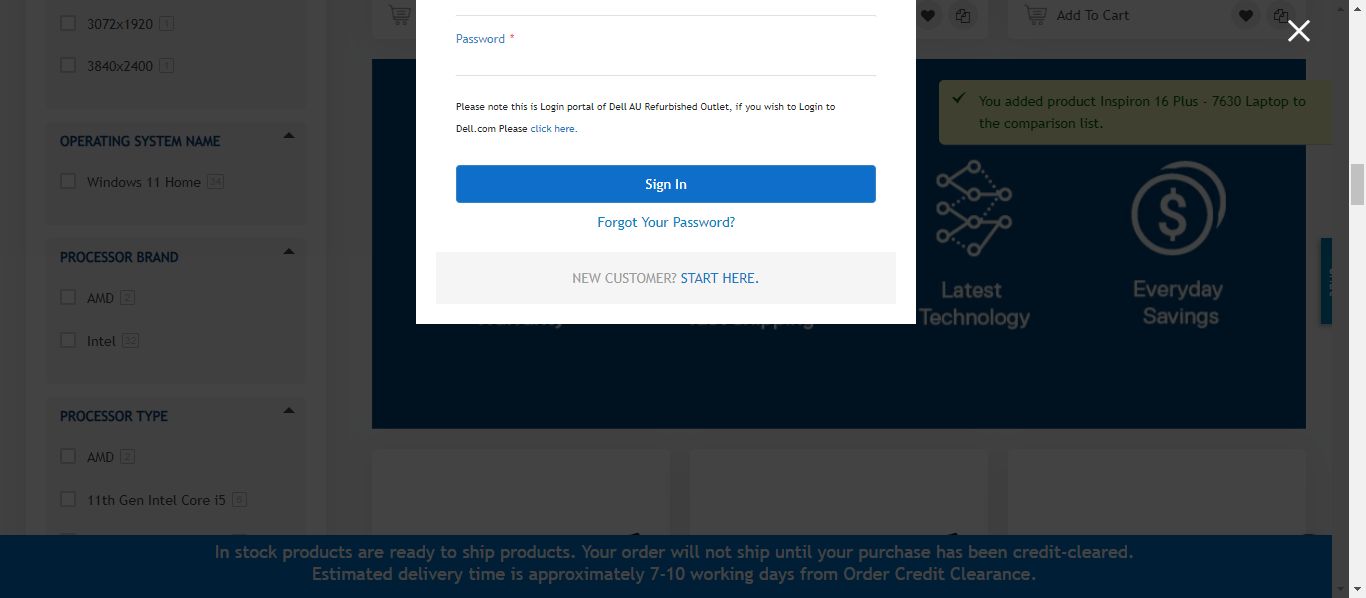 3072x1920 1
3840x2400 1
OPERATING SYSTEM NAME
Windows 11 Home 34
PROCESSOR BRAND
AMD 2
Intel 32
PROCESSOR TYPE
AMD 2
11th Gen Intel Core i5 6
Add To Cart
Password *
Please note this is Login portal of Dell AU Refurbished Outlet, if you wish to Login to
Dell.com Please click here.
Sign In
Forgot Your Password?
NEW CUSTOMER? START HERE.
You added product Inspiron 16 Plus - 7630 Laptop to
the comparison list.
Latest
Technology
Everyday
Savings
In stock products are ready to ship products. Your order will not ship until your purchase has been credit-cleared.
Estimated delivery time is approximately 7-10 working days from Order Credit Clearance.